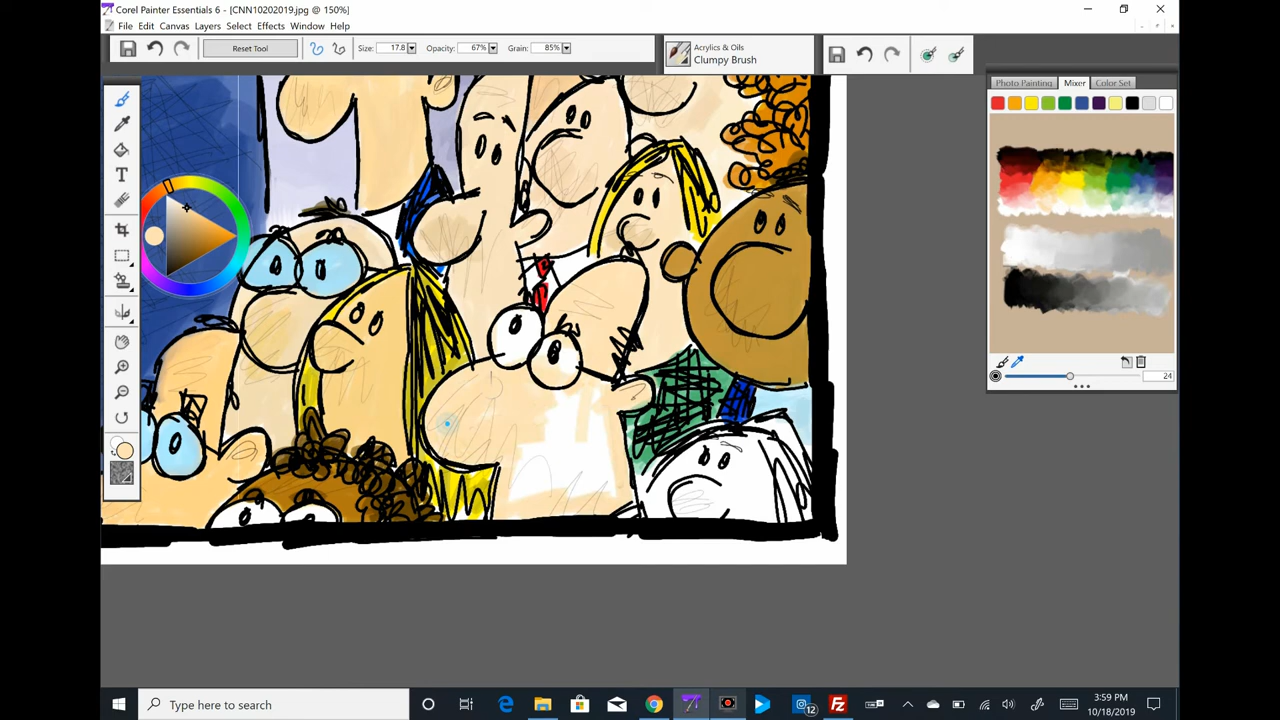 Corel Painter Essentials 6 - [CNN10202019.jpg @ 150%]
File Edit Canvas Layers Select Effects Window Help
Reset Tool Size: 17.8 Opacity: 67% Grain: 85%
Acrylics & Oils
Clumpy Brush
Photo Painting Mixer Color Set
24
Type here to search
12
3:59 PM
10/18/2019